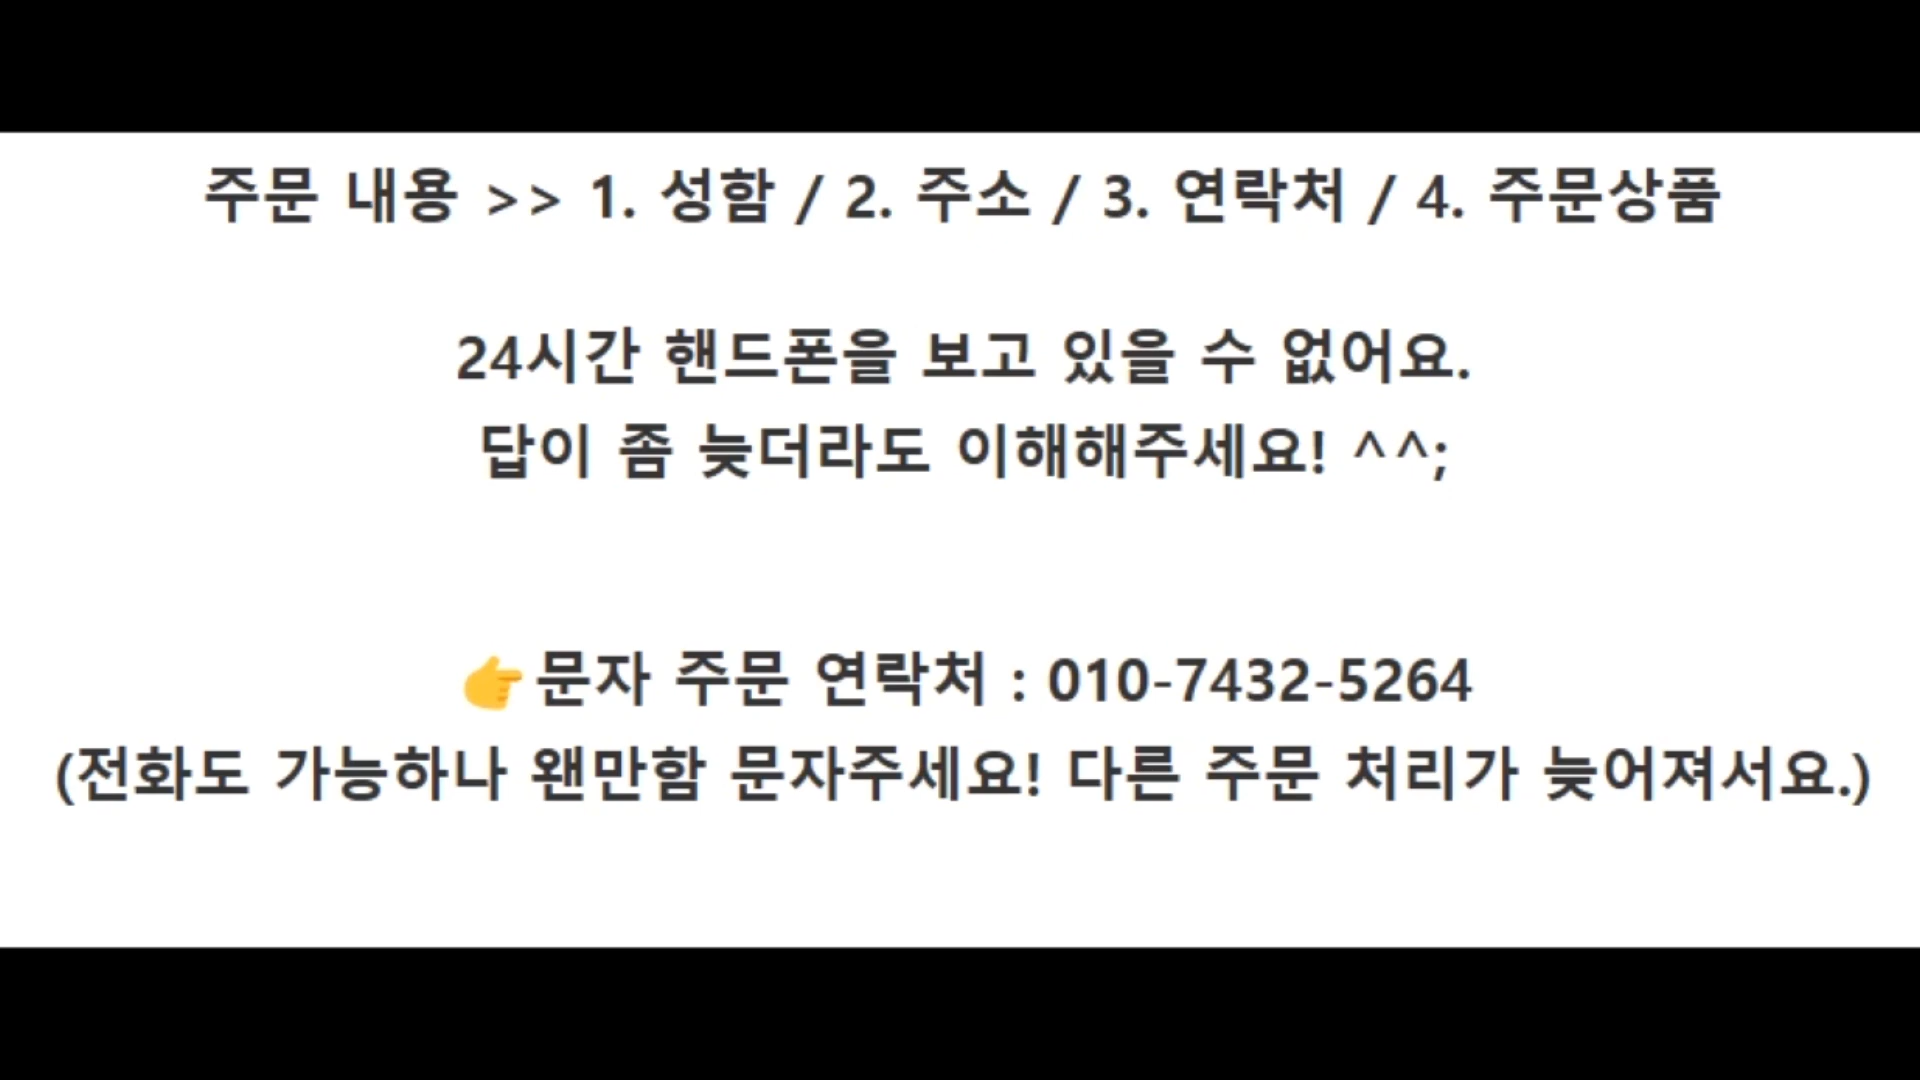 주문 내용 >> 1. 성함 / 2. 주소 / 3. 연락처 / 4. 주문상품
24시간 핸드폰을 보고 있을 수 없어요.
답이 좀 늦더라도 이해해주세요! ^^;
👉문자 주문 연락처 : 010-7432-5264
(전화도 가능하나 왠만함 문자주세요! 다른 주문 처리가 늦어져서요.)